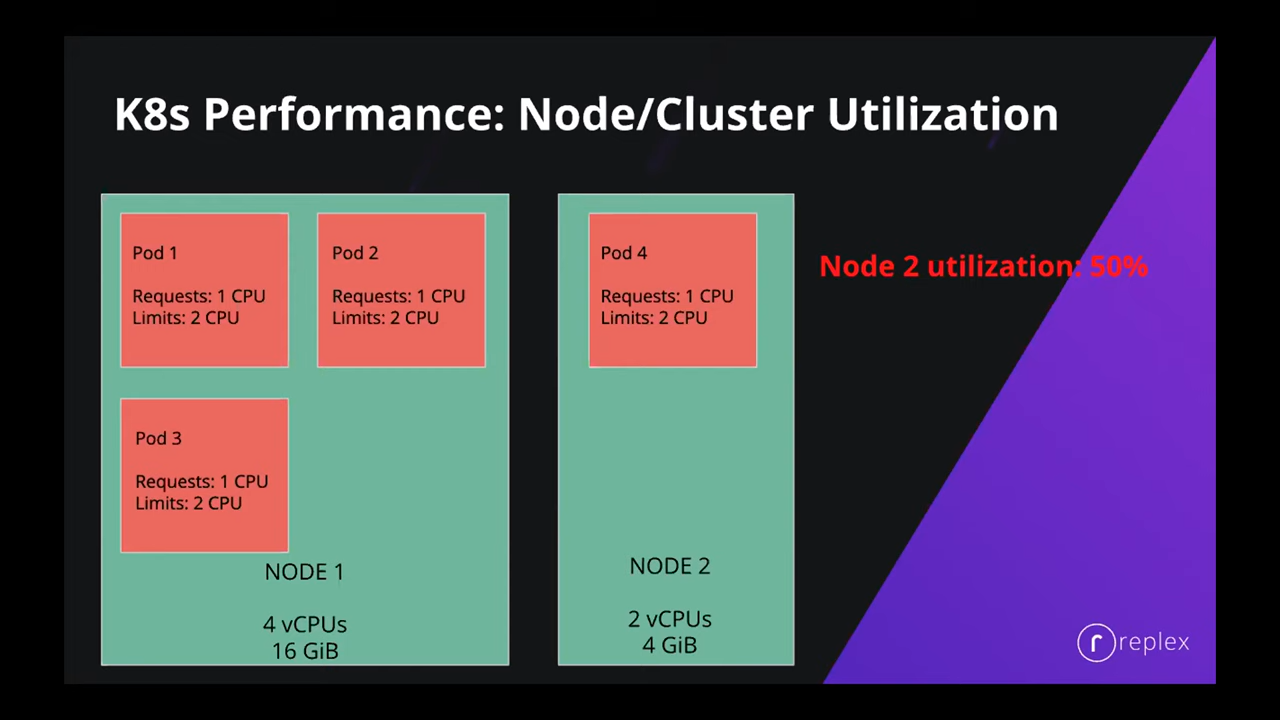 K8s Performance: Node/Cluster Utilization
Pod 1
Requests: 1 CPU
Limits: 2 CPU
Pod 2
Requests: 1 CPU
Limits: 2 CPU
Pod 3
Requests: 1 CPU
Limits: 2 CPU
NODE 1
4 vCPUs
16 GiB
Pod 4
Requests: 1 CPU
Limits: 2 CPU
NODE 2
2 vCPUs
4 GiB
Node 2 utilization: 50%
r replex